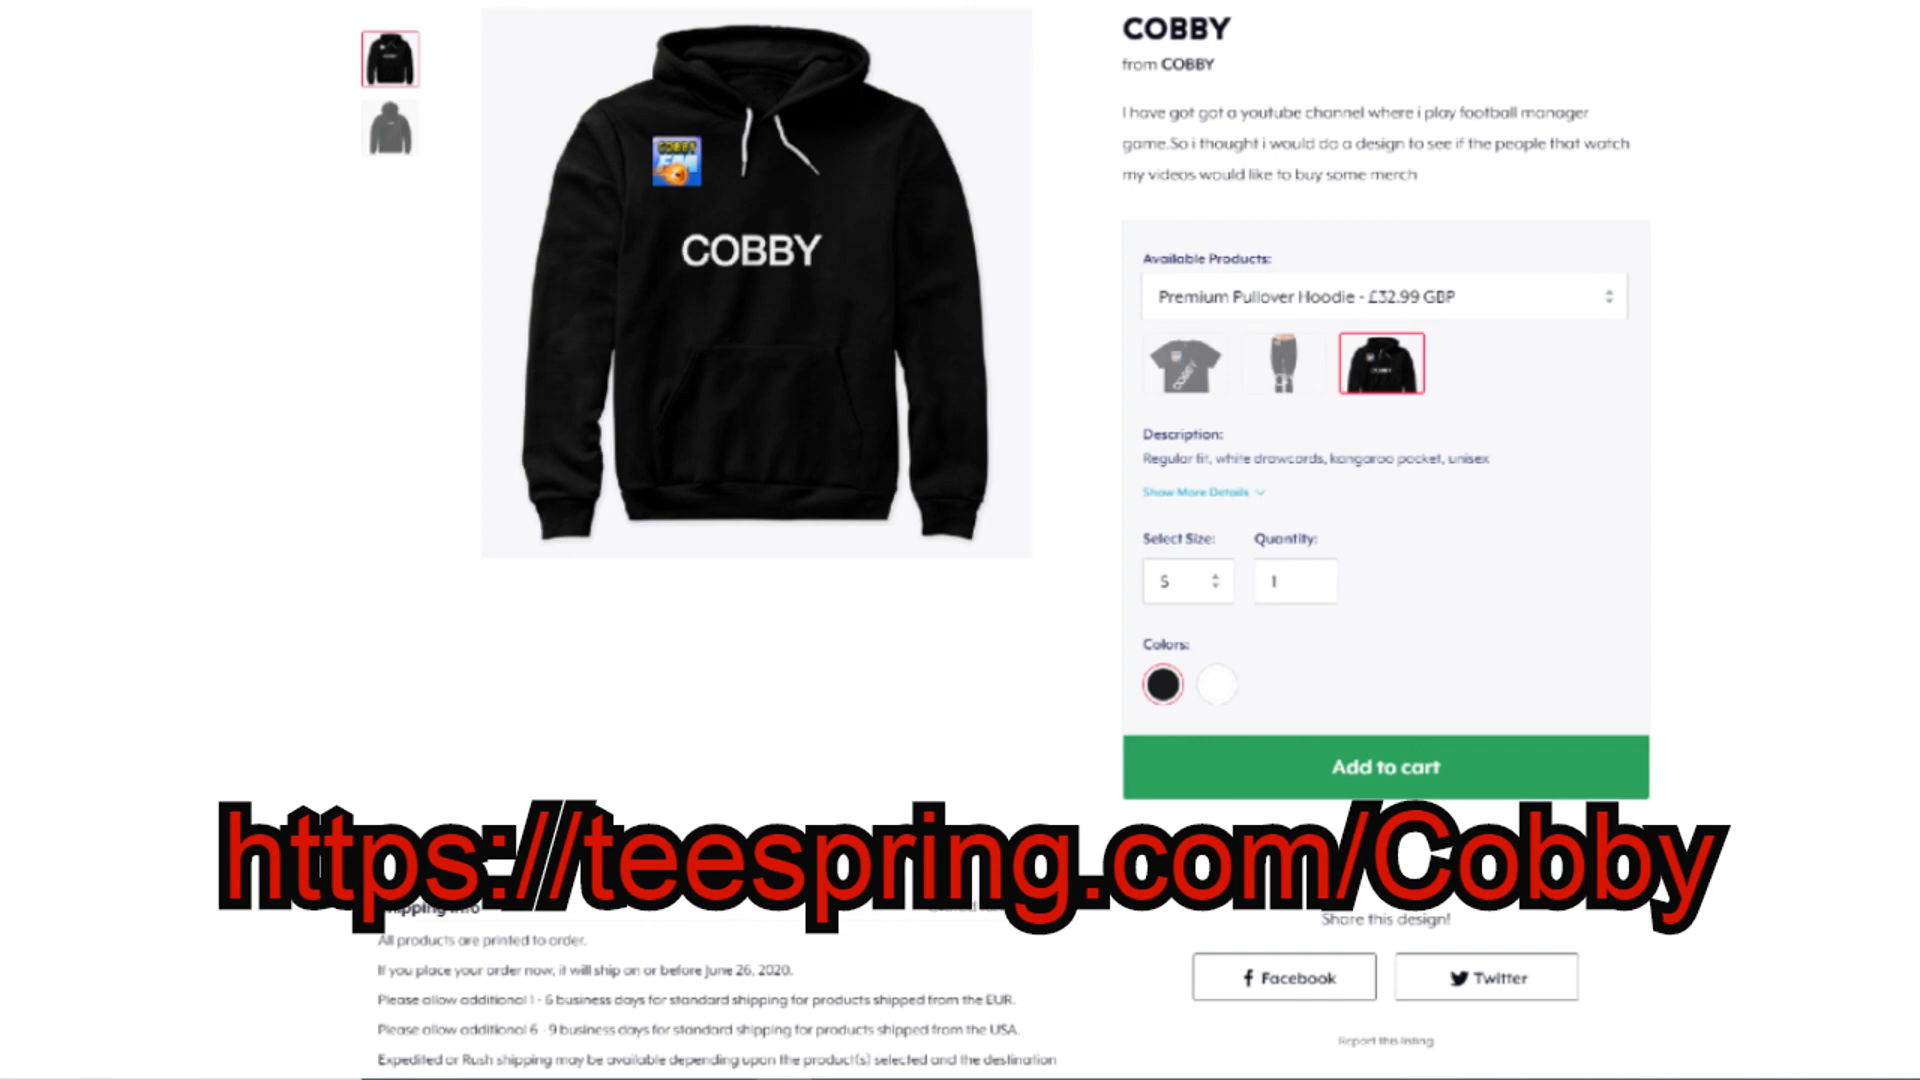 COBBY
from COBBY
I have got got a youtube channel where i play football manager
game.So i thought i would do a design to see if the people that watch
my videos would like to buy some merch
COBBY
FM
COBBY
Available Products:
Premium Pullover Hoodie - £32.99 GBP
COBBY
COBBY
Description:
Regular fit, white drawcords, kangaroo pocket, unisex
Show More Details
Select Size:
Quantity:
S
1
Colors:
Add to cart
https://teespring.com/Cobby
Shipping info
Share this design!
All products are printed to order.
If you place your order now, it will ship on or before June 26, 2020.
Facebook
Twitter
Please allow additional 1 - 6 business days for standard shipping for products shipped from the EUR.
Please allow additional 6 - 9 business days for standard shipping for products shipped from the USA.
Report this listing
Expedited or Rush shipping may be available depending upon the product(s) selected and the destination